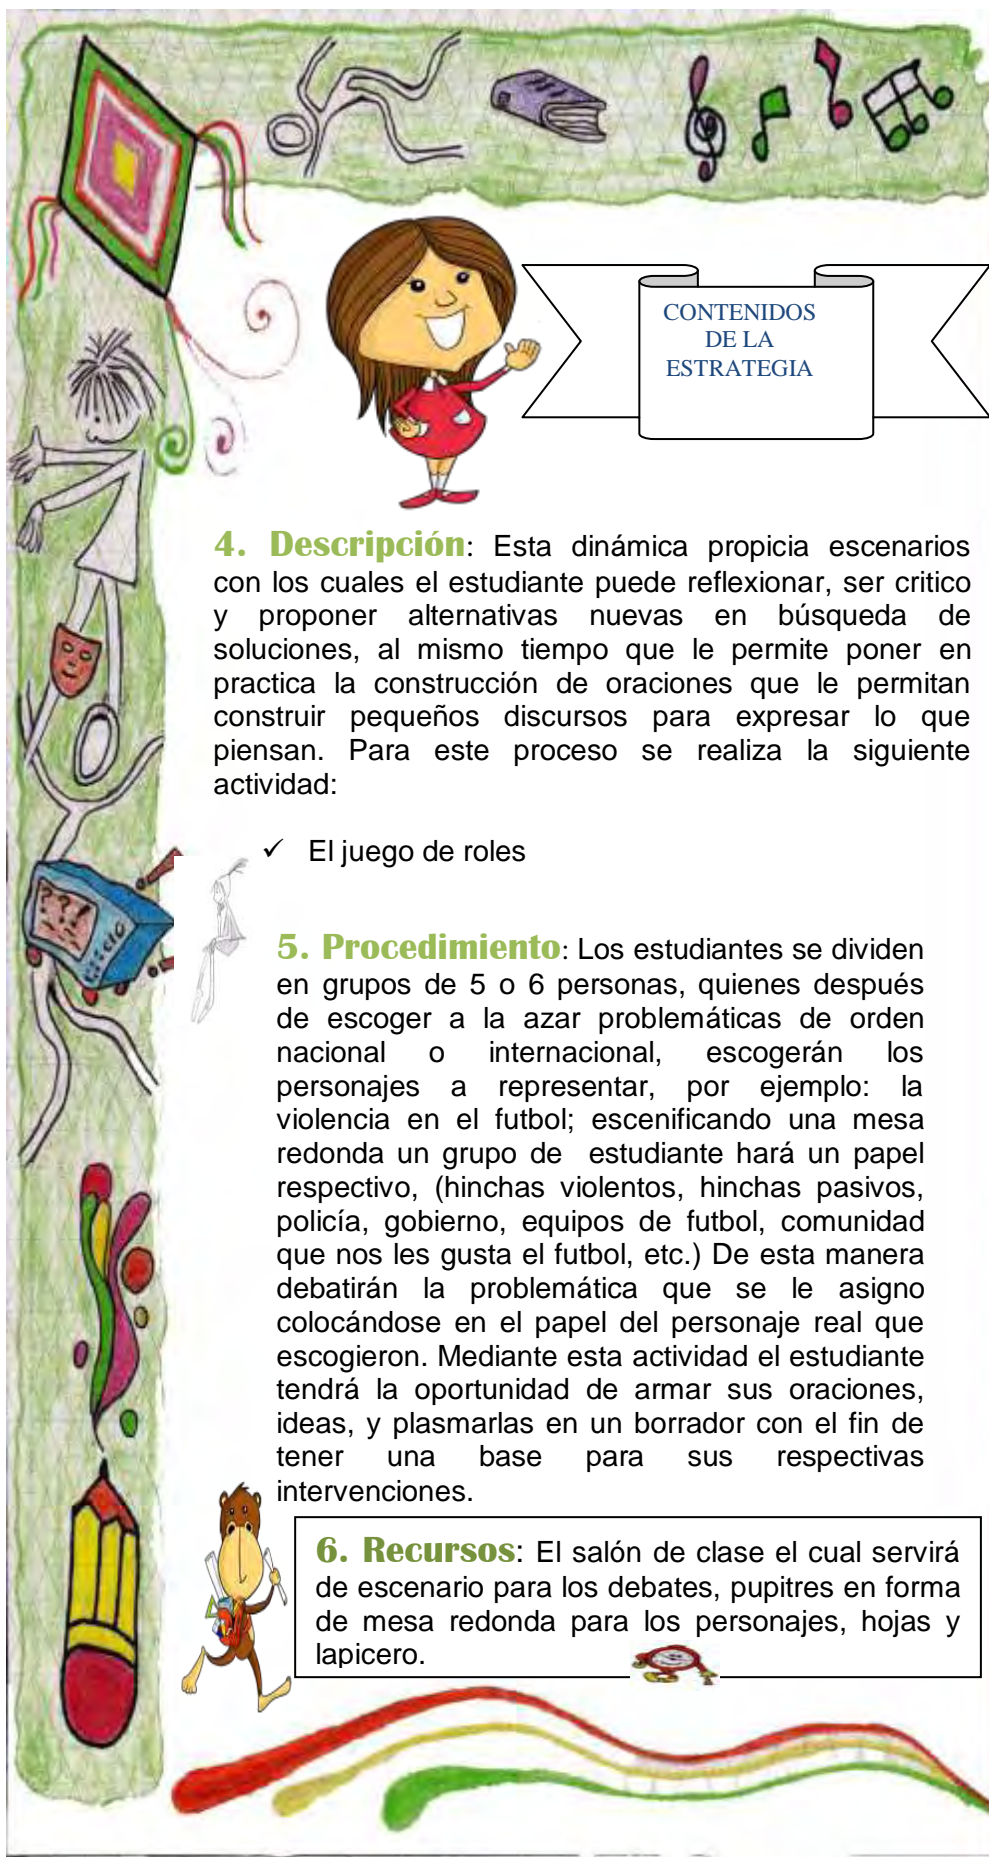 CONTENIDOS
DE LA
ESTRATEGIA
4. Descripción: Esta dinámica propicia escenarios
con los cuales el estudiante puede reflexionar, ser critico
y proponer alternativas nuevas en búsqueda de
soluciones, al mismo tiempo que le permite poner en
practica la construcción de oraciones que le permitan
construir pequeños discursos para expresar lo que
piensan. Para este proceso se realiza la siguiente
actividad:
✓ El juego de roles
5. Procedimiento: Los estudiantes se dividen
en grupos de 5 o 6 personas, quienes después
de escoger a la azar problemáticas de orden
nacional o internacional, escogerán los
personajes a representar, por ejemplo: la
violencia en el futbol; escenificando una mesa
redonda un grupo de estudiante hará un papel
respectivo, (hinchas violentos, hinchas pasivos,
policía, gobierno, equipos de futbol, comunidad
que nos les gusta el futbol, etc.) De esta manera
debatirán la problemática que se le asigno
colocándose en el papel del personaje real que
escogieron. Mediante esta actividad el estudiante
tendrá la oportunidad de armar sus oraciones,
ideas, y plasmarlas en un borrador con el fin de
tener una base para sus respectivas
intervenciones.
6. Recursos: El salón de clase el cual servirá
de escenario para los debates, pupitres en forma
de mesa redonda para los personajes, hojas y
lapicero.